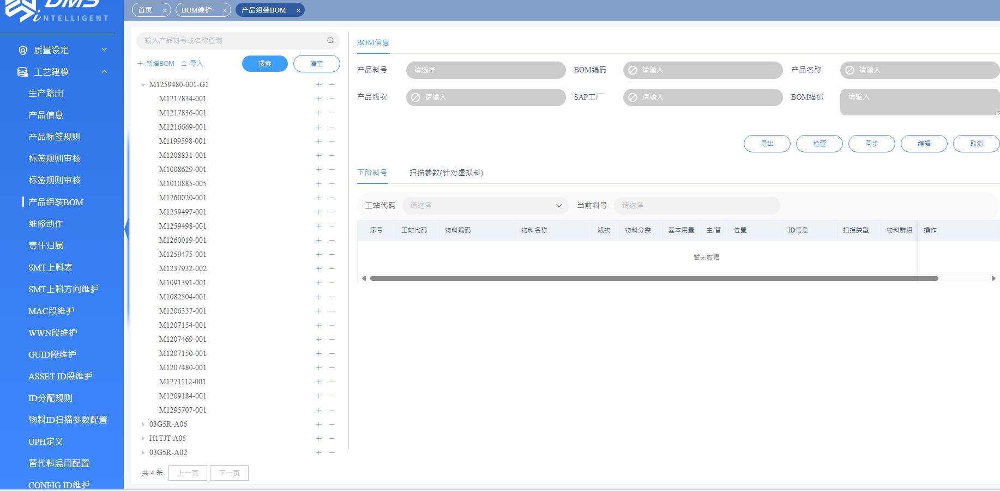 DMS
iNTELLIGENT
质量设定
工艺建模
生产路由
产品信息
产品标签规则
标签规则审核
标签规则审核
产品组装BOM
维修动作
责任归属
SMT上料表
SMT上料方向维护
MAC段维护
WWN段维护
GUID段维护
ASSET ID段维护
ID分配规则
物料ID扫描参数配置
UPH定义
替代料混用配置
CONFIG ID维护
首页 × BOM维护 × 产品组装BOM ×
输入产品料号或名称查询
+ 新增BOM 导入 搜索 清空
M1259480-001-G1 + −
M1217834-001 + −
M1217836-001 + −
M1216669-001 + −
M1199598-001 + −
M1208831-001 + −
M1008629-001 + −
M1010885-005 + −
M1260020-001 + −
M1259497-001 + −
M1259498-001 + −
M1260019-001 + −
M1259475-001 + −
M1237932-002 + −
M1091391-001 + −
M1082504-001 + −
M1206357-001 + −
M1207154-001 + −
M1207469-001 + −
M1207150-001 + −
M1207480-001 + −
M1271112-001 + −
M1209184-001 + −
M1295707-001 + −
03G5R-A06 + −
H1TJT-A05 + −
03G5R-A02 + −
共 4 条 上一页 下一页
BOM信息
产品料号 请选择 BOM编码 请输入 产品名称 请输入
产品版次 请输入 SAP工厂 请输入 BOM描述 请输入
导出 检查 同步 编辑 取消
下阶料号 扫描参数(针对虚拟料)
工站代码 请选择 当前料号 请选择
序号 工站代码 物料编码 物料名称 版次 物料分类 基本用量 主/替 位置 ID信息 扫描类型 物料群组 操作
暂无数据